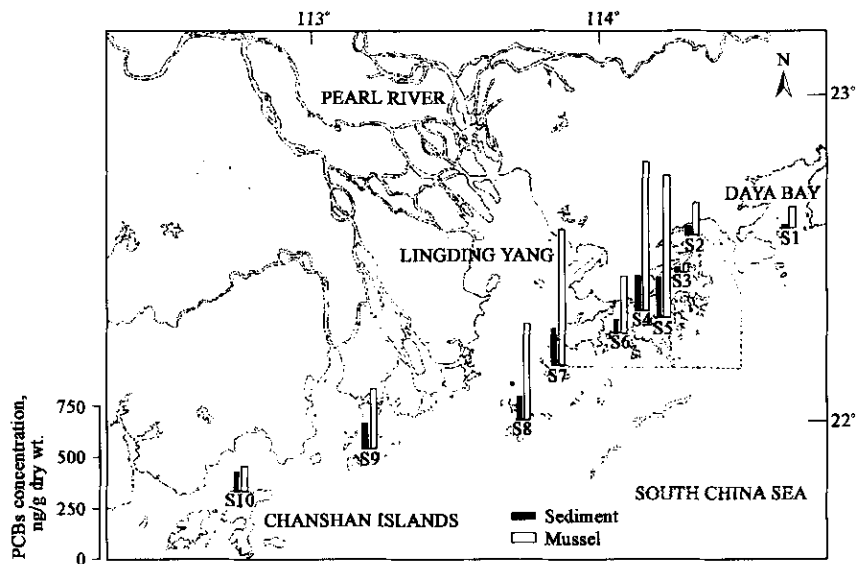 113°
114°
N
23°
PEARL RIVER
DAYA BAY
S1
S2
LINGDING YANG
S3
S4
S5
S6
S7
750
PCBs concentration,
ng/g dry wt.
22°
S8
500
S9
S10
SOUTH CHINA SEA
250
CHANSHAN ISLANDS
Sediment
Mussel
0